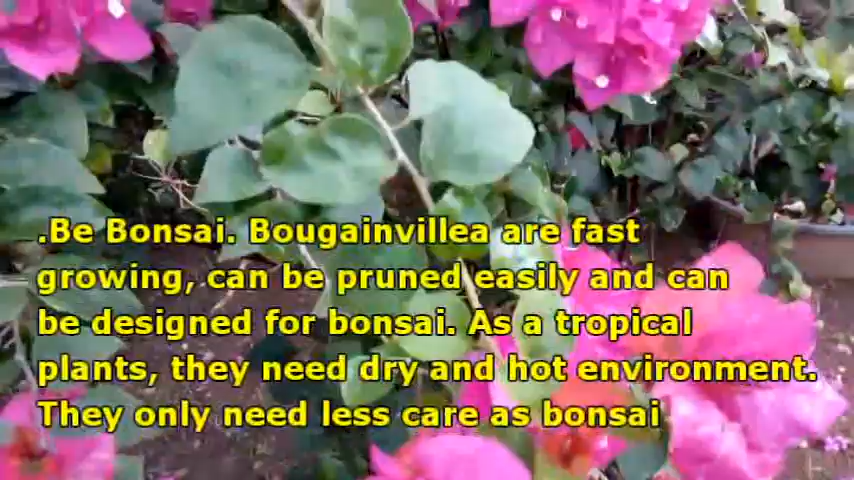 .Be Bonsai. Bougainvillea are fast
growing, can be pruned easily and can
be designed for bonsai. As a tropical
plants, they need dry and hot environment.
They only need less care as bonsai